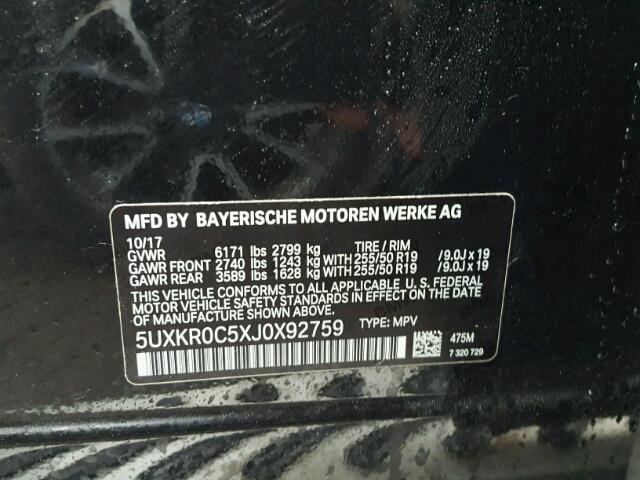 MFD BY BAYERISCHE MOTOREN WERKE AG
10/17
GVWR 6171 lbs 2799 kg TIRE / RIM
GAWR FRONT 2740 lbs 1243 kg WITH 255/50 R19 /9.0J x 19
GAWR REAR 3589 lbs 1628 kg WITH 255/50 R19 /9.0J x 19
THIS VEHICLE CONFORMS TO ALL APPLICABLE U.S. FEDERAL
MOTOR VEHICLE SAFETY STANDARDS IN EFFECT ON THE DATE
OF MANUFACTURE SHOWN ABOVE.
5UXKR0C5XJ0X92759 TYPE: MPV
475M
7 320 729